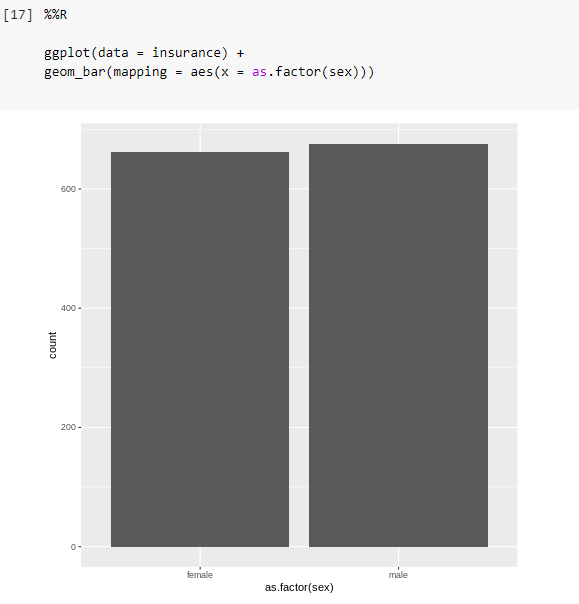 [17] %%R
ggplot(data = insurance) +
geom_bar(mapping = aes(x = as.factor(sex)))
600
400
count
200
0
female male
as.factor(sex)